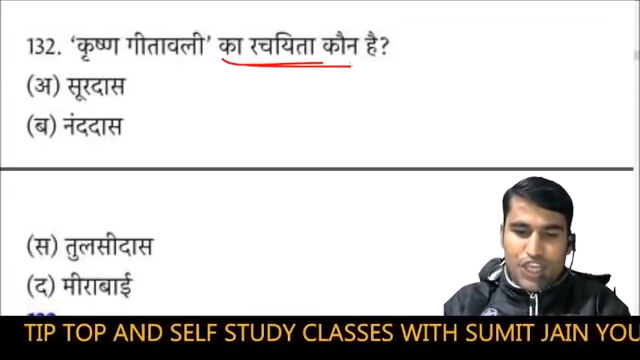 132. ‘कृष्ण गीतावली’ का रचयिता कौन है?
(अ) सूरदास
(ब) नंददास
(स) तुलसीदास
(द) मीराबाई
TIP TOP AND SELF STUDY CLASSES WITH SUMIT JAIN YOU